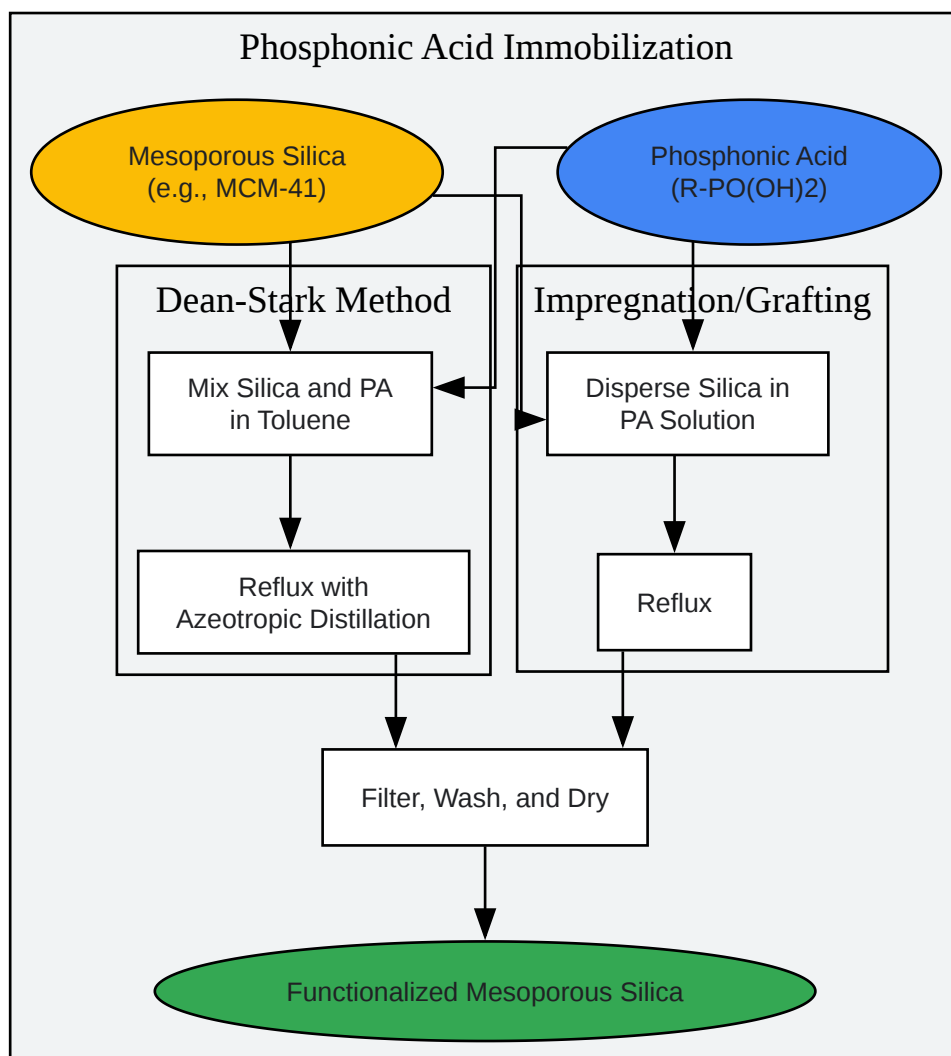 Phosphonic Acid Immobilization
Mesoporous Silica
(e.g., MCM-41)
Phosphonic Acid
(R-PO(OH)2)
Dean-Stark Method
Impregnation/Grafting
Mix Silica and PA
in Toluene
Disperse Silica in
PA Solution
Reflux with
Azeotropic Distillation
Reflux
Filter, Wash, and Dry
Functionalized Mesoporous Silica